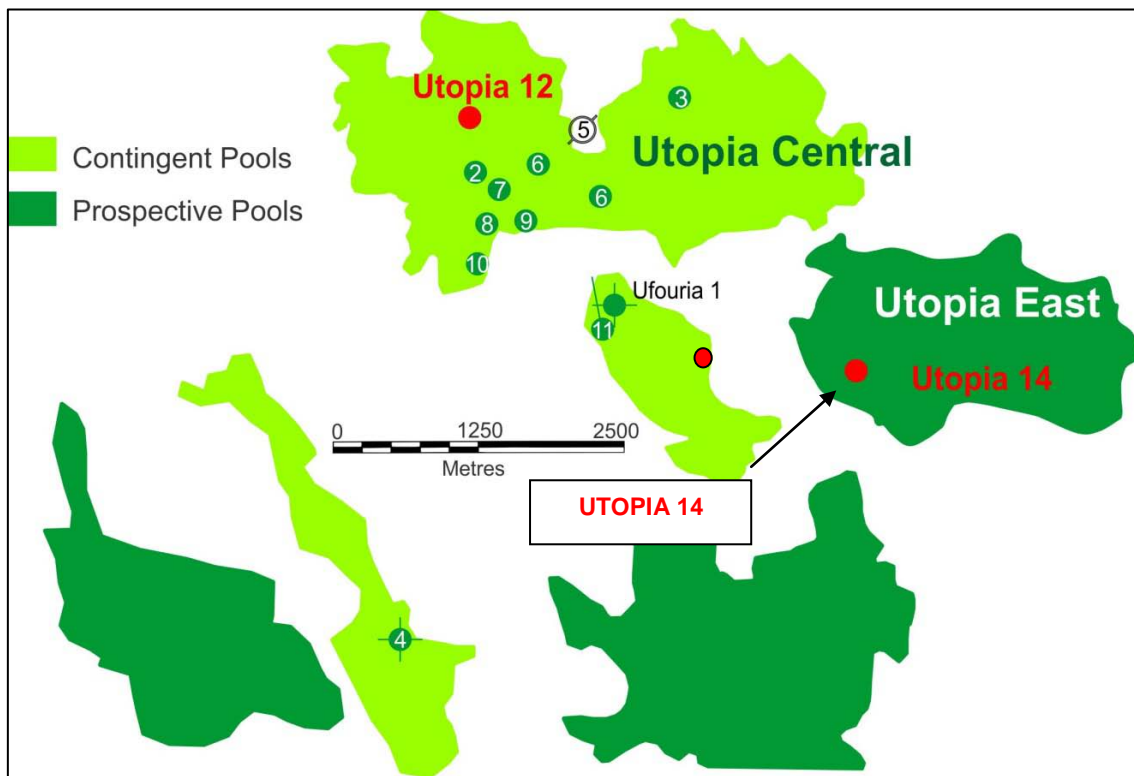 Utopia 12
3
5
Contingent Pools
Utopia Central
6
2
7
6
Prospective Pools
8
9
10
Ufouria 1
Utopia East
11
Utopia 14
0 1250 2500
Metres
UTOPIA 14
4